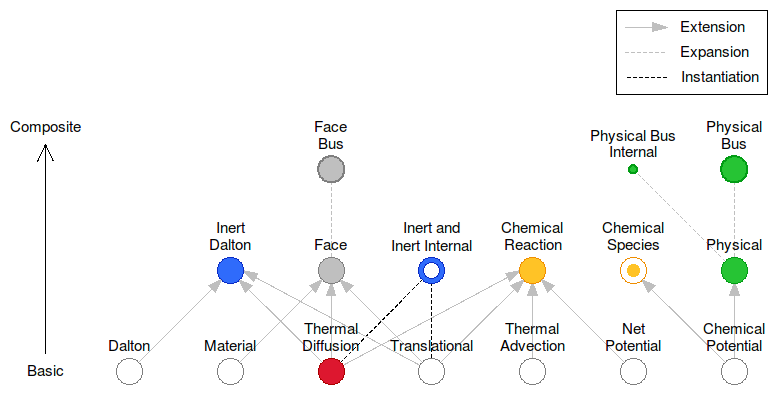 Extension
Expansion
Instantiation
Composite
Face
Bus
Physical Bus
Internal
Physical
Bus
Inert
Dalton
Face
Inert and
Inert Internal
Chemical
Reaction
Chemical
Species
Physical
Dalton
Material
Thermal
Diffusion
Translational
Thermal
Advection
Net
Potential
Chemical
Potential
Basic